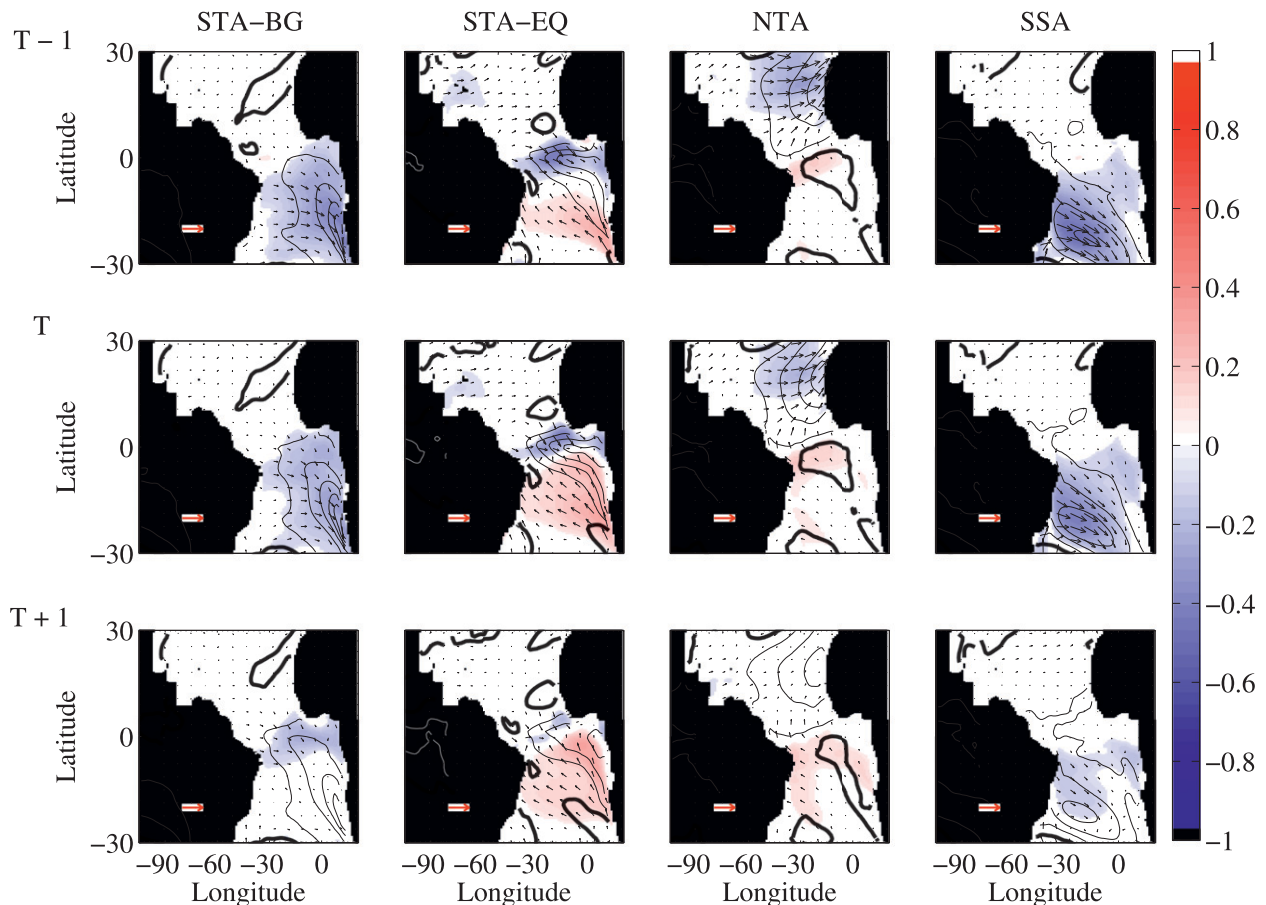 STA−BG STA−EQ NTA SSA
T − 1
30
0
−30
Latitude
1
0.8
0.6
0.4
0.2
0
−0.2
−0.4
−0.6
−0.8
−1
T
30
0
−30
Latitude
T + 1
30
0
−30
Latitude
−90 −60 −30 0 −90 −60 −30 0 −90 −60 −30 0 −90 −60 −30 0
Longitude Longitude Longitude Longitude